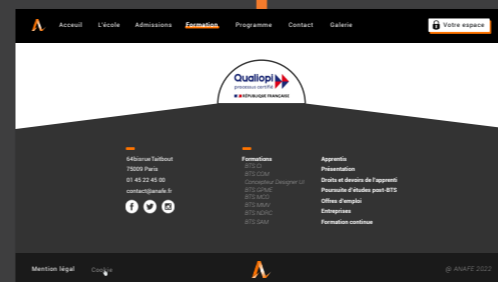 Acceuil L'école Admissions Formation Programme Contact Galerie Votre espace
Qualiopi
processus certifié
RÉPUBLIQUE FRANÇAISE
64bisrueTaitbout
75009 Paris
01 45 22 45 00
contact@anafe.fr
Formations
BTS CI
BTS COM
Concepteur Designer UI
BTS GPME
BTS MCO
BTS MMV
BTS NDRC
BTS SAM
Apprentis
Présentation
Droits et devoirs de l'apprenti
Poursuite d'études post-BTS
Offres d'emploi
Entreprises
Formation continue
Mention légal Cookie @ ANAFE 2022